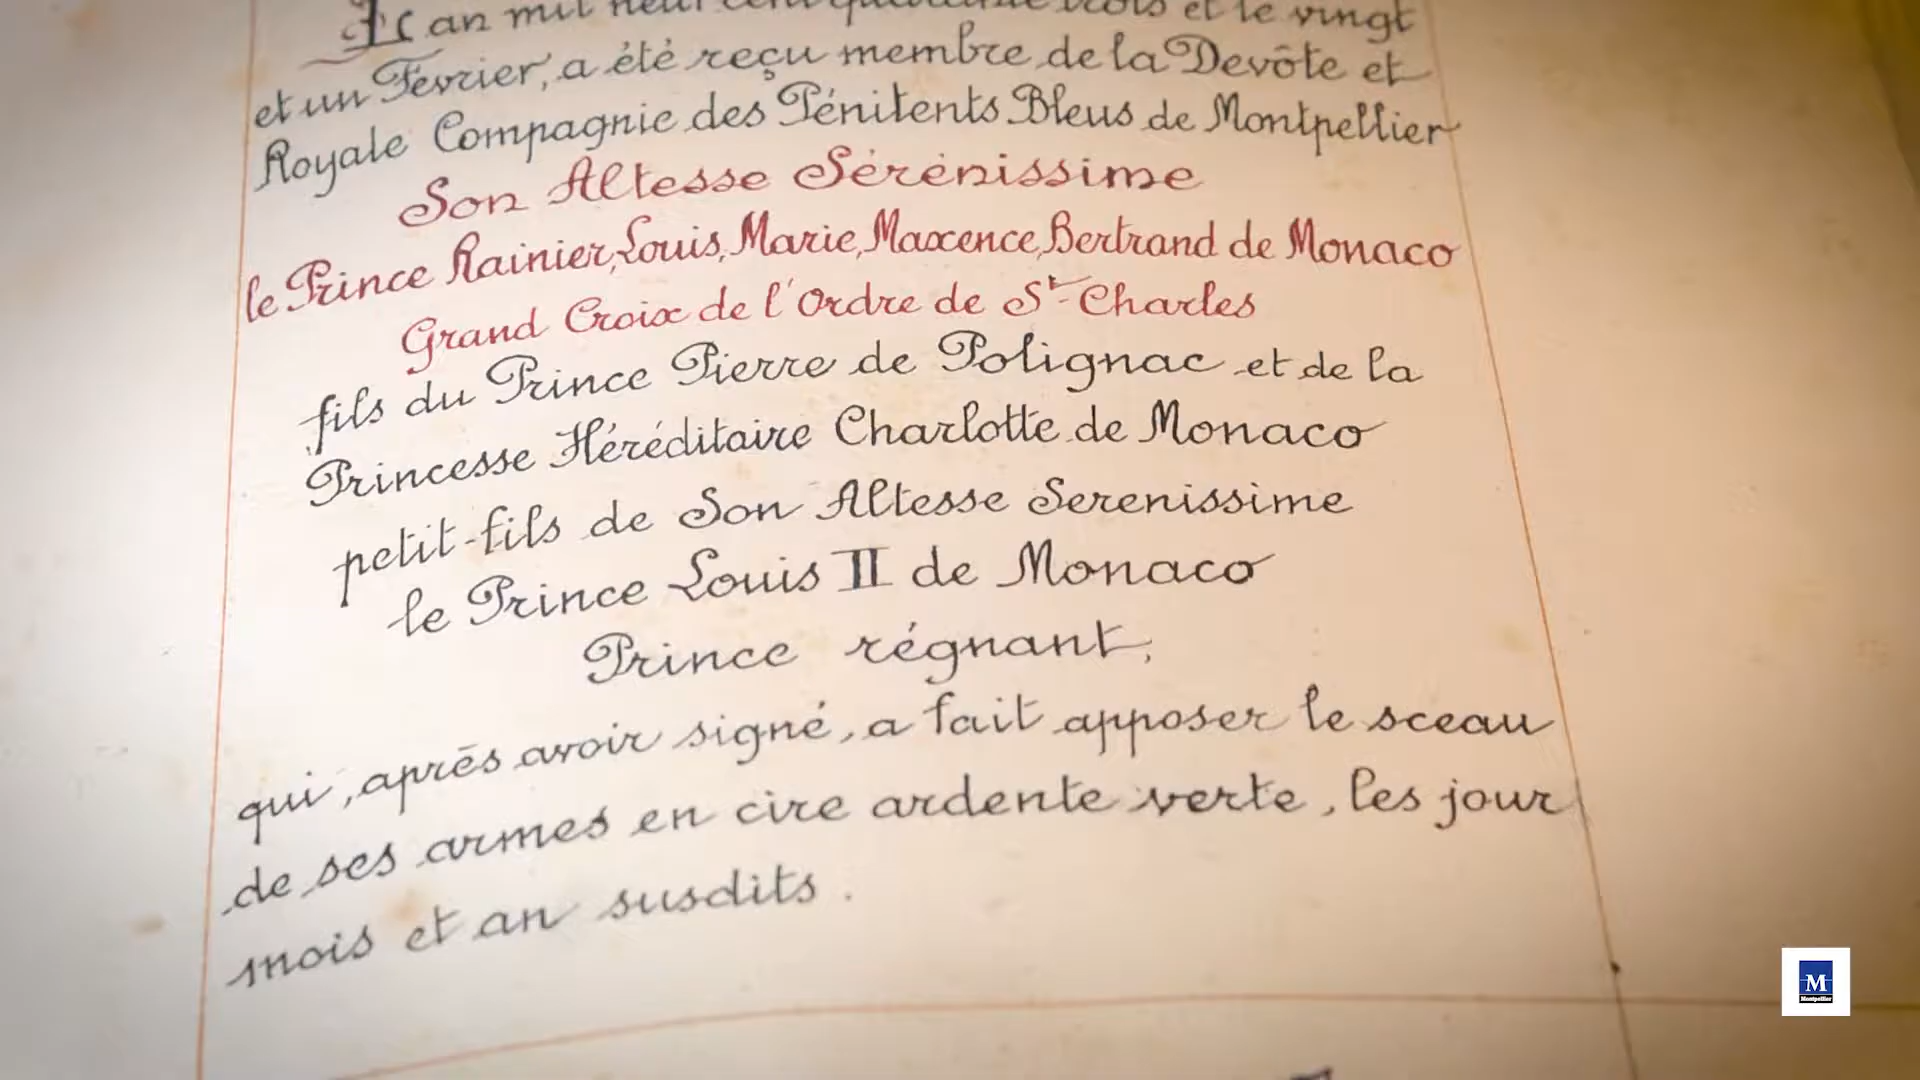 L'an mil neuf cent quarante trois et le vingt
et un Février, a été reçu membre de la Devôte et
Royale Compagnie des Pénitents Bleus de Montpellier
Son Altesse Sérénissime
le Prince Rainier, Louis, Marie, Maxence, Bertrand de Monaco
Grand Croix de l'Ordre de St-Charles
fils du Prince Pierre de Polignac et de la
Princesse Héréditaire Charlotte de Monaco
petit-fils de Son Altesse Serenissime
le Prince Louis II de Monaco
Prince régnant,
qui, après avoir signé, a fait apposer le sceau
de ses armes en cire ardente verte, les jour
mois et an susdits.
M
Montpellier